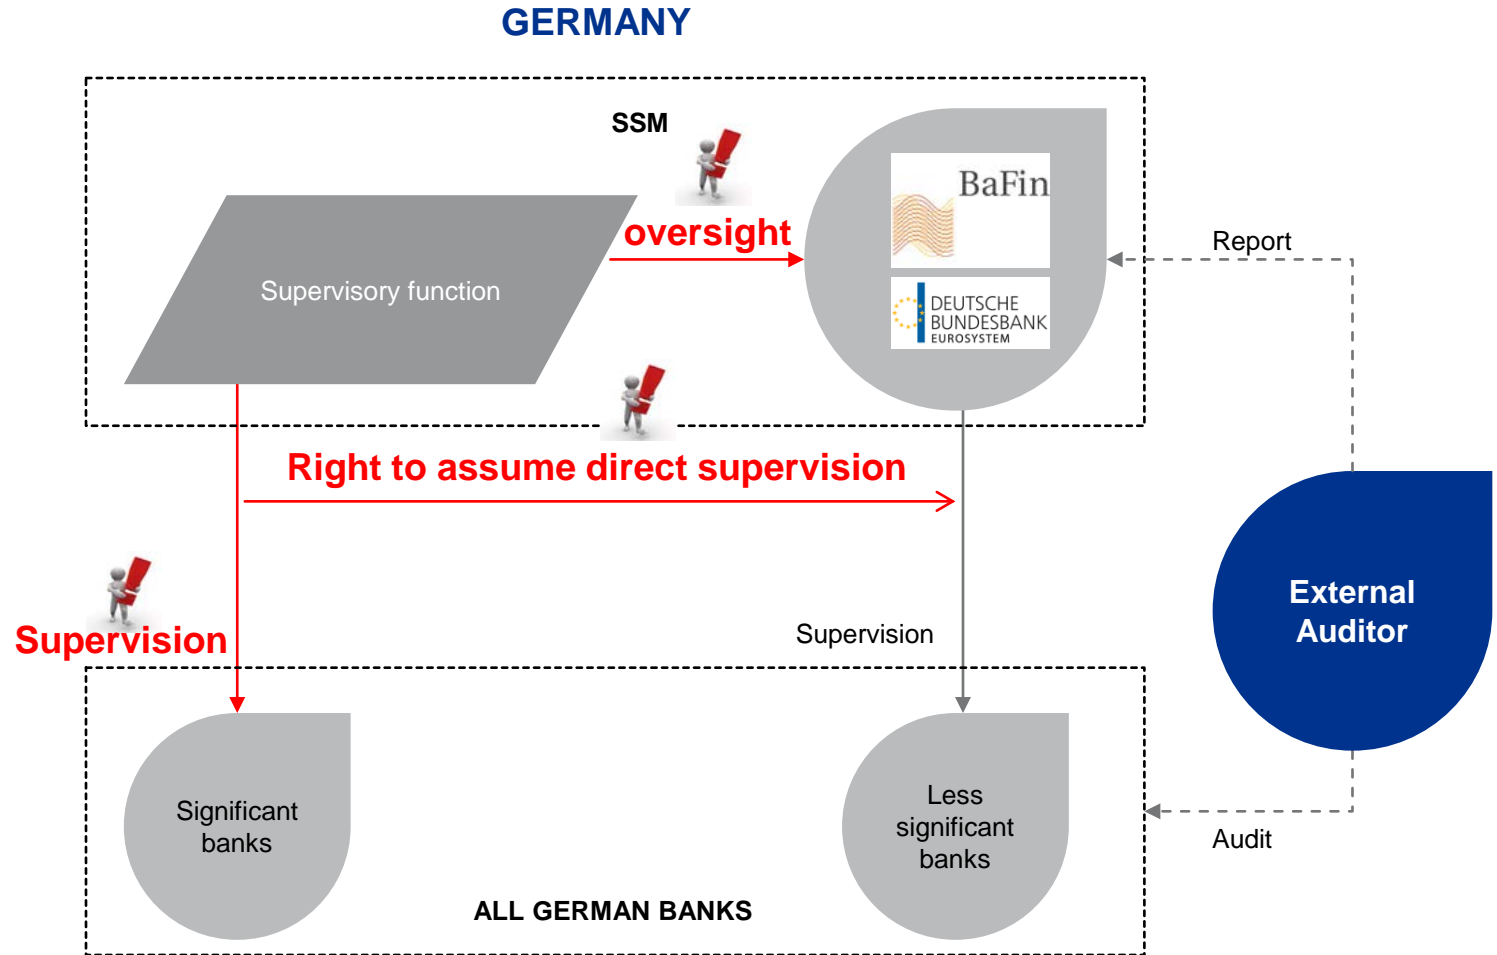 GERMANY
SSM
oversight
BaFin
DEUTSCHE
BUNDESBANK
EUROSYSTEM
Supervisory function
Report
Right to assume direct supervision
External
Auditor
Supervision
Supervision
Significant
banks
Less
significant
banks
Audit
ALL GERMAN BANKS